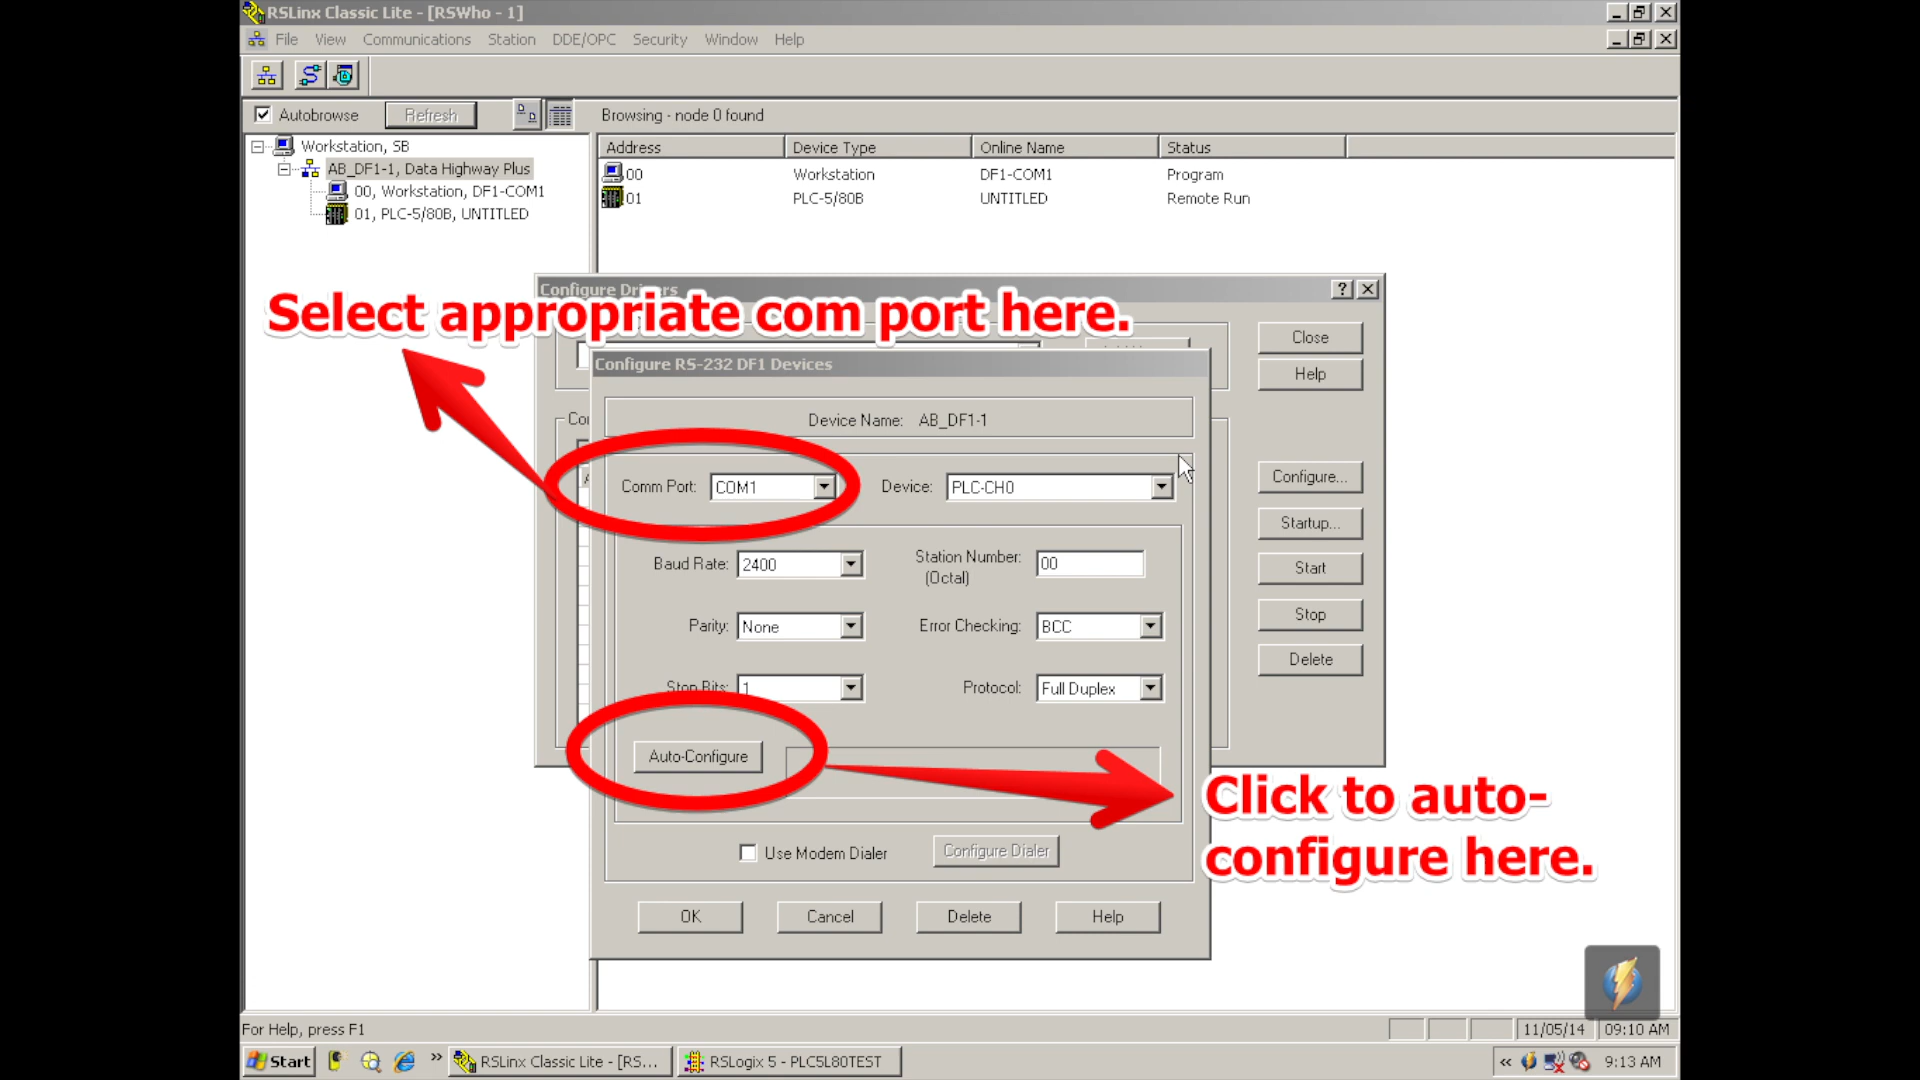 RSLinx Classic Lite - [RSWho - 1]
File View Communications Station DDE/OPC Security Window Help
Autobrowse Refresh Browsing - node 0 found
Workstation, SB
AB_DF1-1, Data Highway Plus
00, Workstation, DF1-COM1
01, PLC-5/80B, UNTITLED
Address Device Type Online Name Status
00 Workstation DF1-COM1 Program
01 PLC-5/80B UNTITLED Remote Run
Configure Drivers
Select appropriate com port here.
Close
Help
Configure...
Startup...
Start
Stop
Delete
Configure RS-232 DF1 Devices
Device Name: AB_DF1-1
Comm Port: COM1 Device: PLC-CH0
Baud Rate: 2400 Station Number: 00
(Octal)
Parity: None Error Checking: BCC
Stop Bits: 1 Protocol: Full Duplex
Auto-Configure
Click to auto-
configure here.
Use Modem Dialer Configure Dialer
OK Cancel Delete Help
For Help, press F1 11/05/14 09:10 AM
Start » RSLinx Classic Lite - [RS... RSLogix 5 - PLC5L80TEST « 9:13 AM